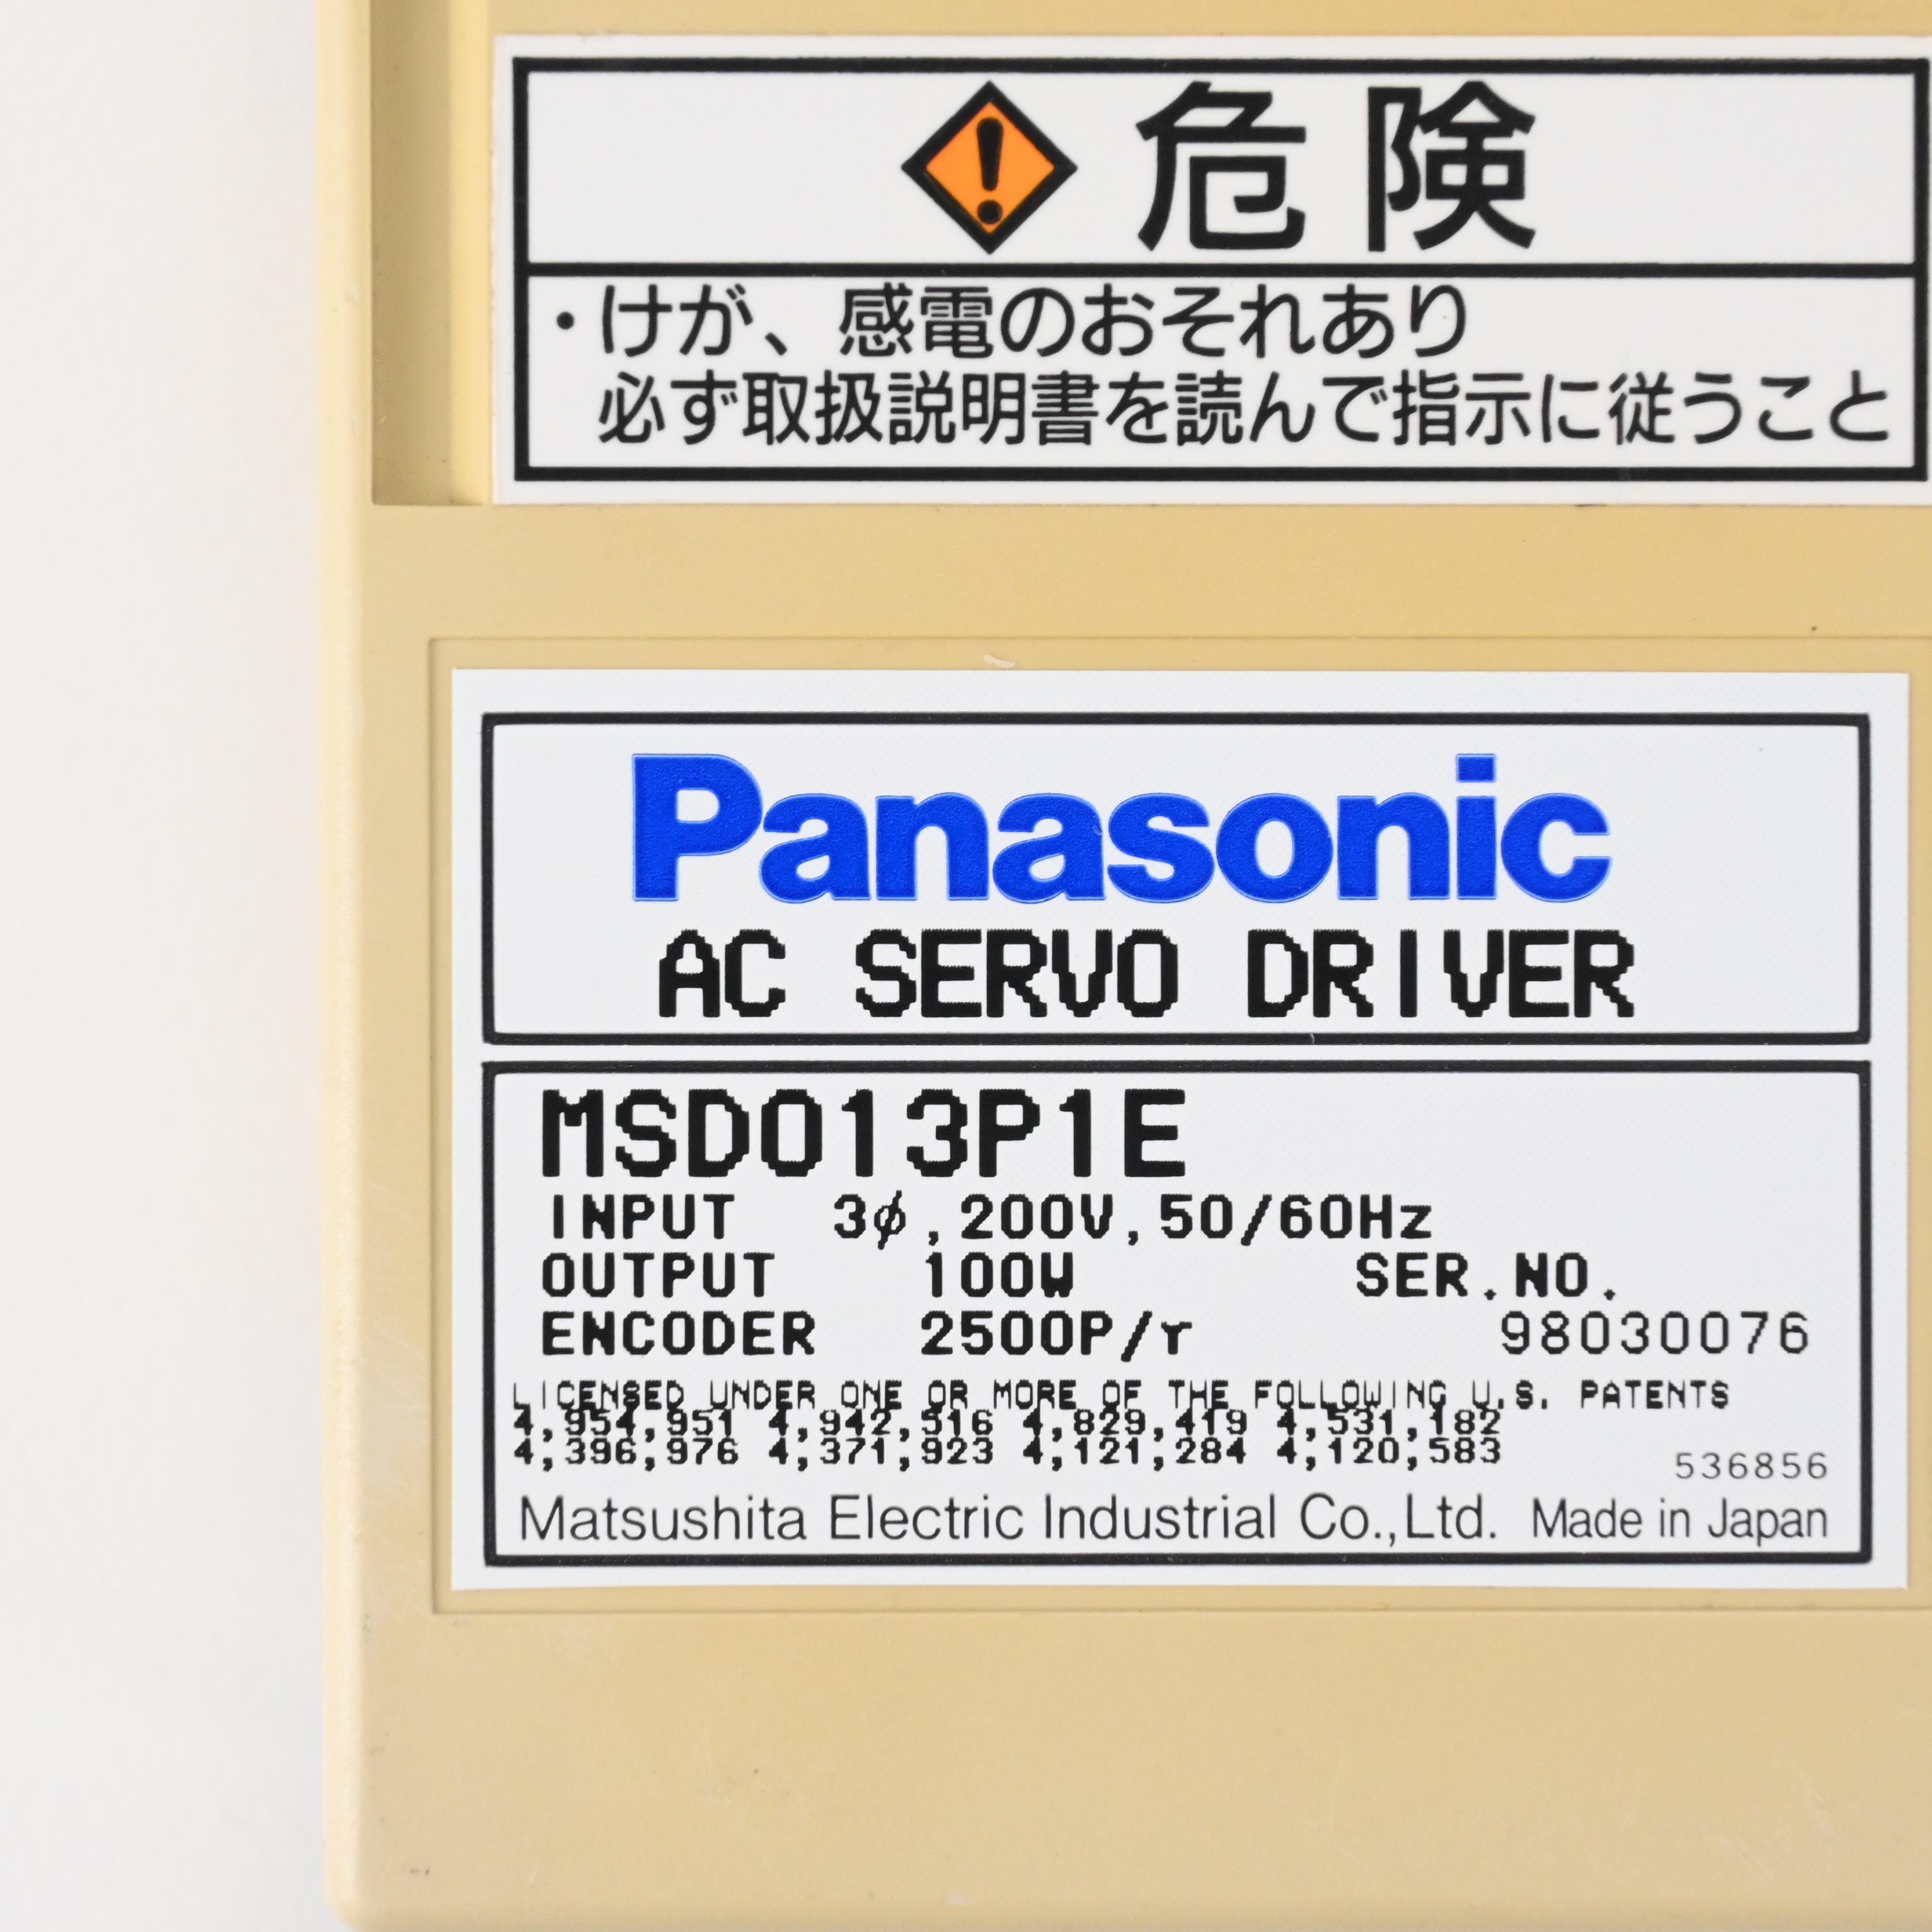 危険
・けが、感電のおそれあり
必ず取扱説明書を読んで指示に従うこと
Panasonic
AC SERVO DRIVER
MSD013P1E
INPUT 3ϕ,200V,50/60Hz
OUTPUT 100W SER.NO.
ENCODER 2500P/r 98030076
LICENSED UNDER ONE OR MORE OF THE FOLLOWING U.S. PATENTS
4,954,951 4,942,516 4,829,419 4,531,182
4,396,976 4,371,923 4,121,284 4,120,583
536856
Matsushita Electric Industrial Co.,Ltd. Made in Japan